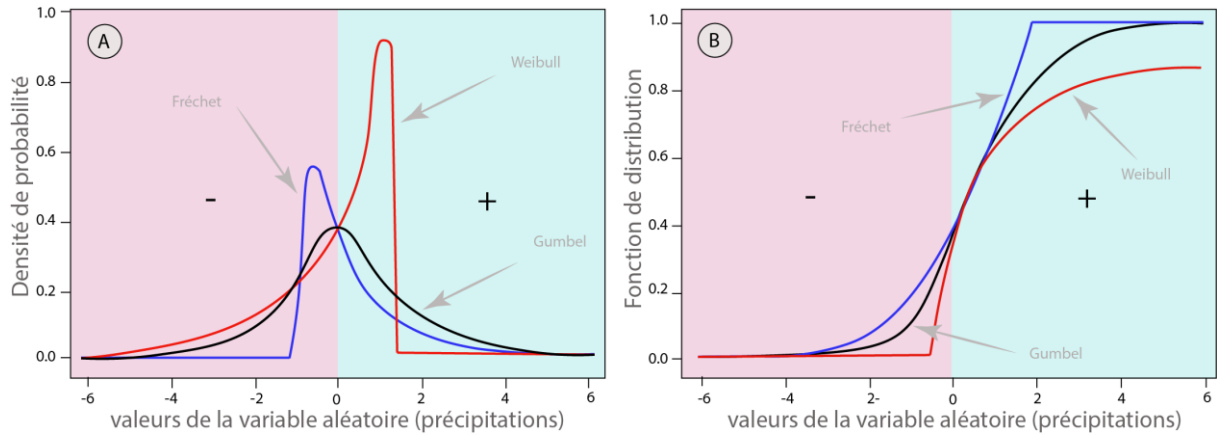 A
Densité de probabilité
1.0
0.8
0.6
0.4
0.2
0.0
Fréchet
Weibull
Gumbel
-
+
-6 -4 -2 0 2 4 6
valeurs de la variable aléatoire (précipitations)
B
Fonction de distribution
1.0
0.8
0.6
0.4
0.2
0.0
Fréchet
Weibull
Gumbel
-
+
-6 -4 -2 0 2 4 6
valeurs de la variable aléatoire (précipitations)